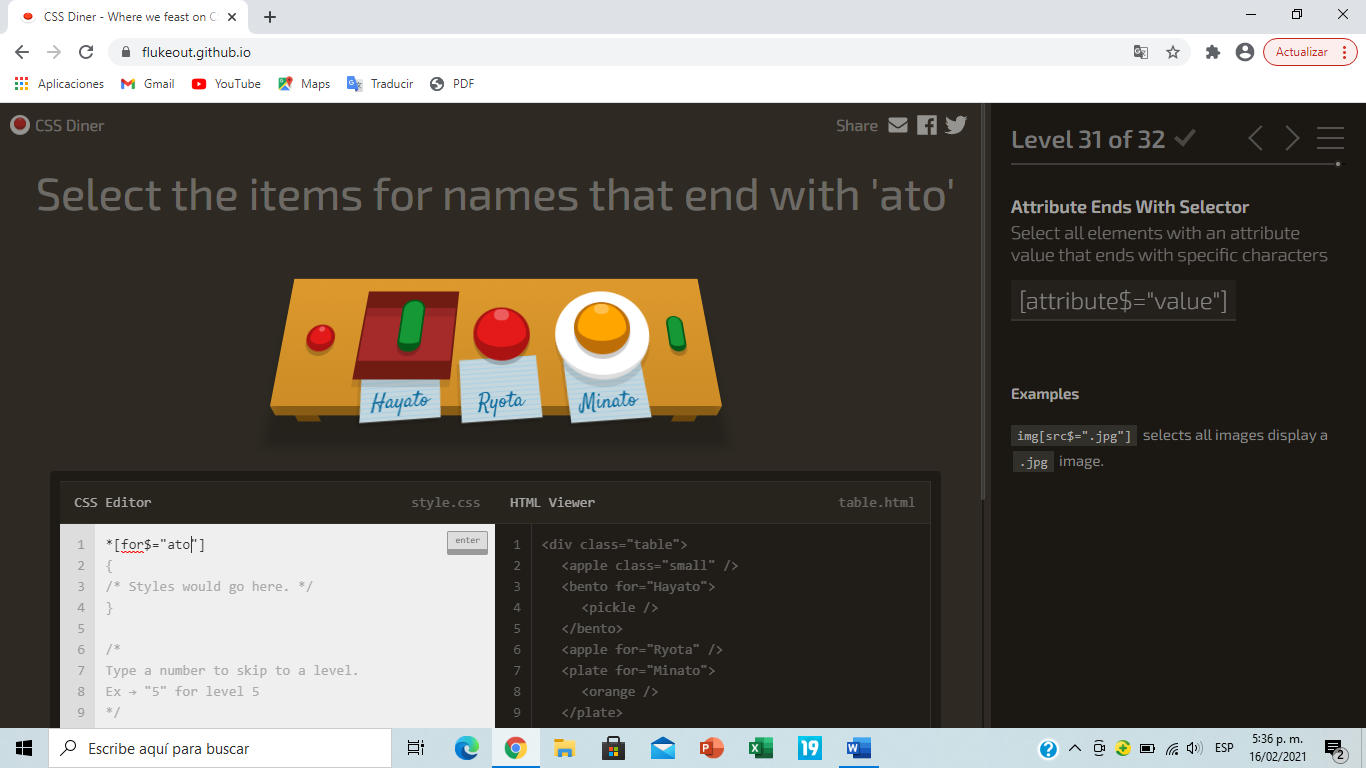 CSS Diner - Where we feast on C
flukeout.github.io
Actualizar
Aplicaciones Gmail YouTube Maps Traducir PDF
CSS Diner
Share
Select the items for names that end with 'ato'
Hayato
Ryota
Minato
CSS Editor style.css
1 *[for$="ato"]
2 {
3 /* Styles would go here. */
4 }
5
6 /*
7 Type a number to skip to a level.
8 Ex → "5" for level 5
9 */
enter
HTML Viewer table.html
1 <div class="table">
2 <apple class="small" />
3 <bento for="Hayato">
4 <pickle />
5 </bento>
6 <apple for="Ryota" />
7 <plate for="Minato">
8 <orange />
9 </plate>
Level 31 of 32
Attribute Ends With Selector
Select all elements with an attribute
value that ends with specific characters
[attribute$="value"]
Examples
img[src$=".jpg"] selects all images display a
.jpg image.
Escribe aquí para buscar
19
ESP
5:36 p. m.
16/02/2021
2